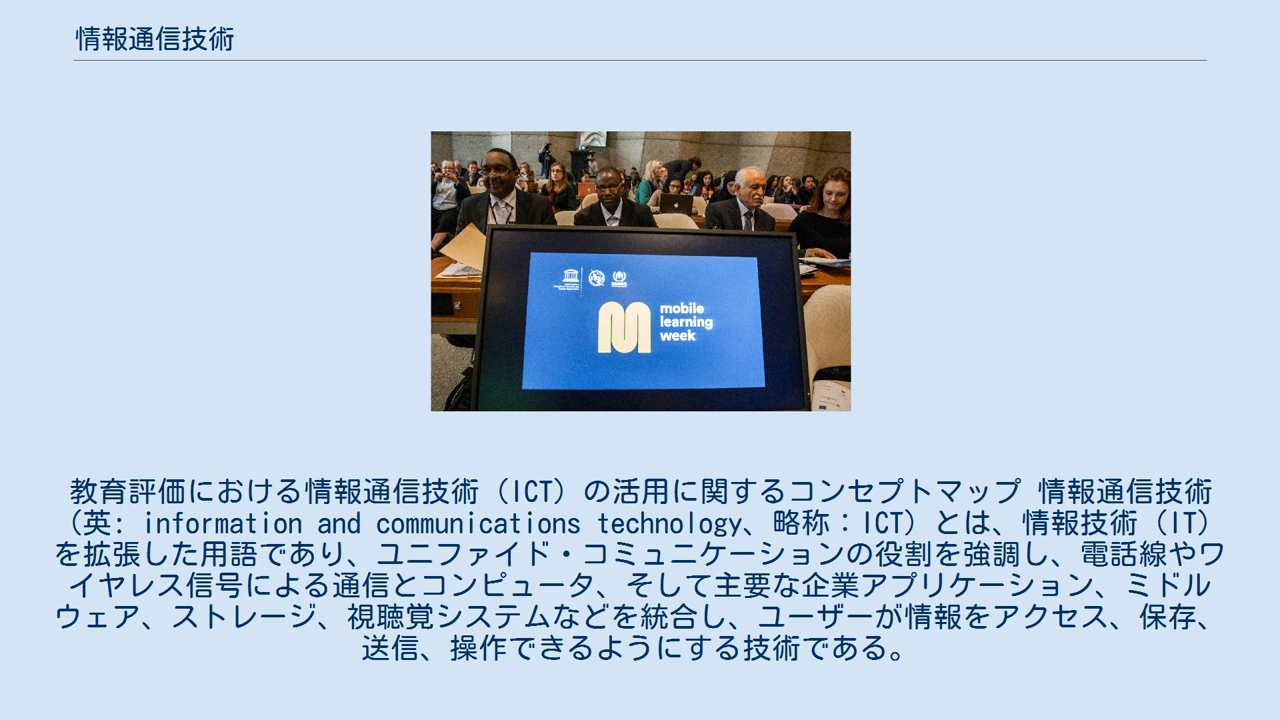 情報通信技術
mobile
learning
week
教育評価における情報通信技術（ICT）の活用に関するコンセプトマップ 情報通信技術
（英: information and communications technology、略称：ICT）とは、情報技術（IT）
を拡張した用語であり、ユニファイド・コミュニケーションの役割を強調し、電話線やワ
イヤレス信号による通信とコンピュータ、そして主要な企業アプリケーション、ミドル
ウェア、ストレージ、視聴覚システムなどを統合し、ユーザーが情報をアクセス、保存、
送信、操作できるようにする技術である。